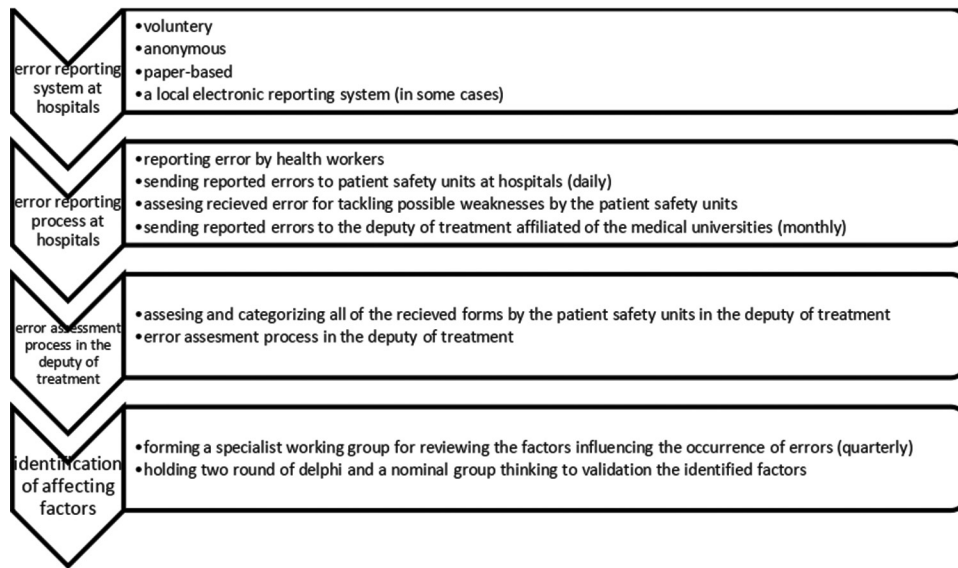 error reporting
system at
hospitals
•voluntery
•anonymous
•paper-based
•a local electronic reporting system (in some cases)
error reporting
process at
hospitals
•reporting error by health workers
•sending reported errors to patient safety units at hospitals (daily)
•assesing recieved error for tackling possible weaknesses by the patient safety units
•sending reported errors to the deputy of treatment affiliated of the medical universities (monthly)
error assessment
process in the
deputy of
treatment
•assesing and categorizing all of the recieved forms by the patient safety units in the deputy of treatment
•error assesment process in the deputy of treatment
identification
of affecting
factors
•forming a specialist working group for reviewing the factors influencing the occurrence of errors (quarterly)
•holding two round of delphi and a nominal group thinking to validation the identified factors